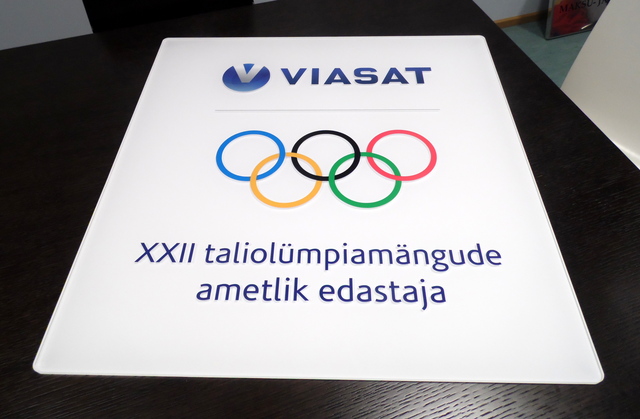 VIASAT
XXII taliolümpiamängude
ametlik edastaja